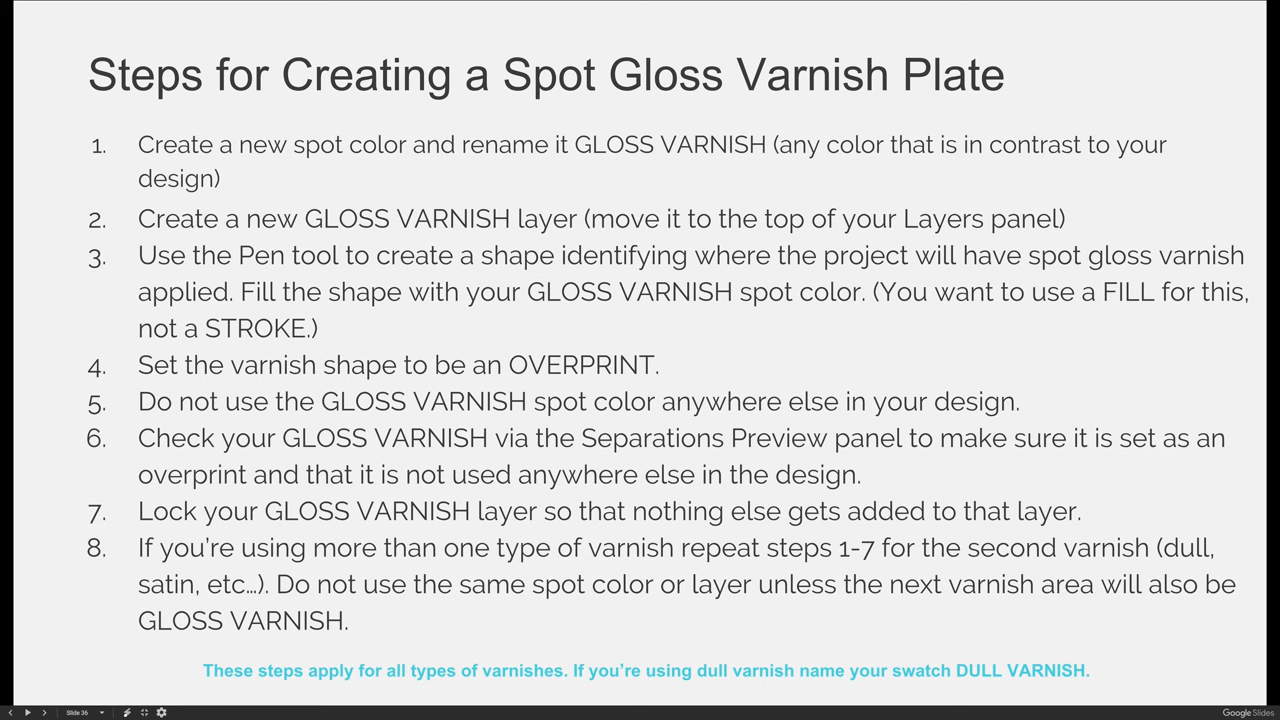 Steps for Creating a Spot Gloss Varnish Plate
1. Create a new spot color and rename it GLOSS VARNISH (any color that is in contrast to your
design)
2. Create a new GLOSS VARNISH layer (move it to the top of your Layers panel)
3. Use the Pen tool to create a shape identifying where the project will have spot gloss varnish
applied. Fill the shape with your GLOSS VARNISH spot color. (You want to use a FILL for this,
not a STROKE.)
4. Set the varnish shape to be an OVERPRINT.
5. Do not use the GLOSS VARNISH spot color anywhere else in your design.
6. Check your GLOSS VARNISH via the Separations Preview panel to make sure it is set as an
overprint and that it is not used anywhere else in the design.
7. Lock your GLOSS VARNISH layer so that nothing else gets added to that layer.
8. If you’re using more than one type of varnish repeat steps 1-7 for the second varnish (dull,
satin, etc…). Do not use the same spot color or layer unless the next varnish area will also be
GLOSS VARNISH.
These steps apply for all types of varnishes. If you’re using dull varnish name your swatch DULL VARNISH.
Slide 36
Google Slides